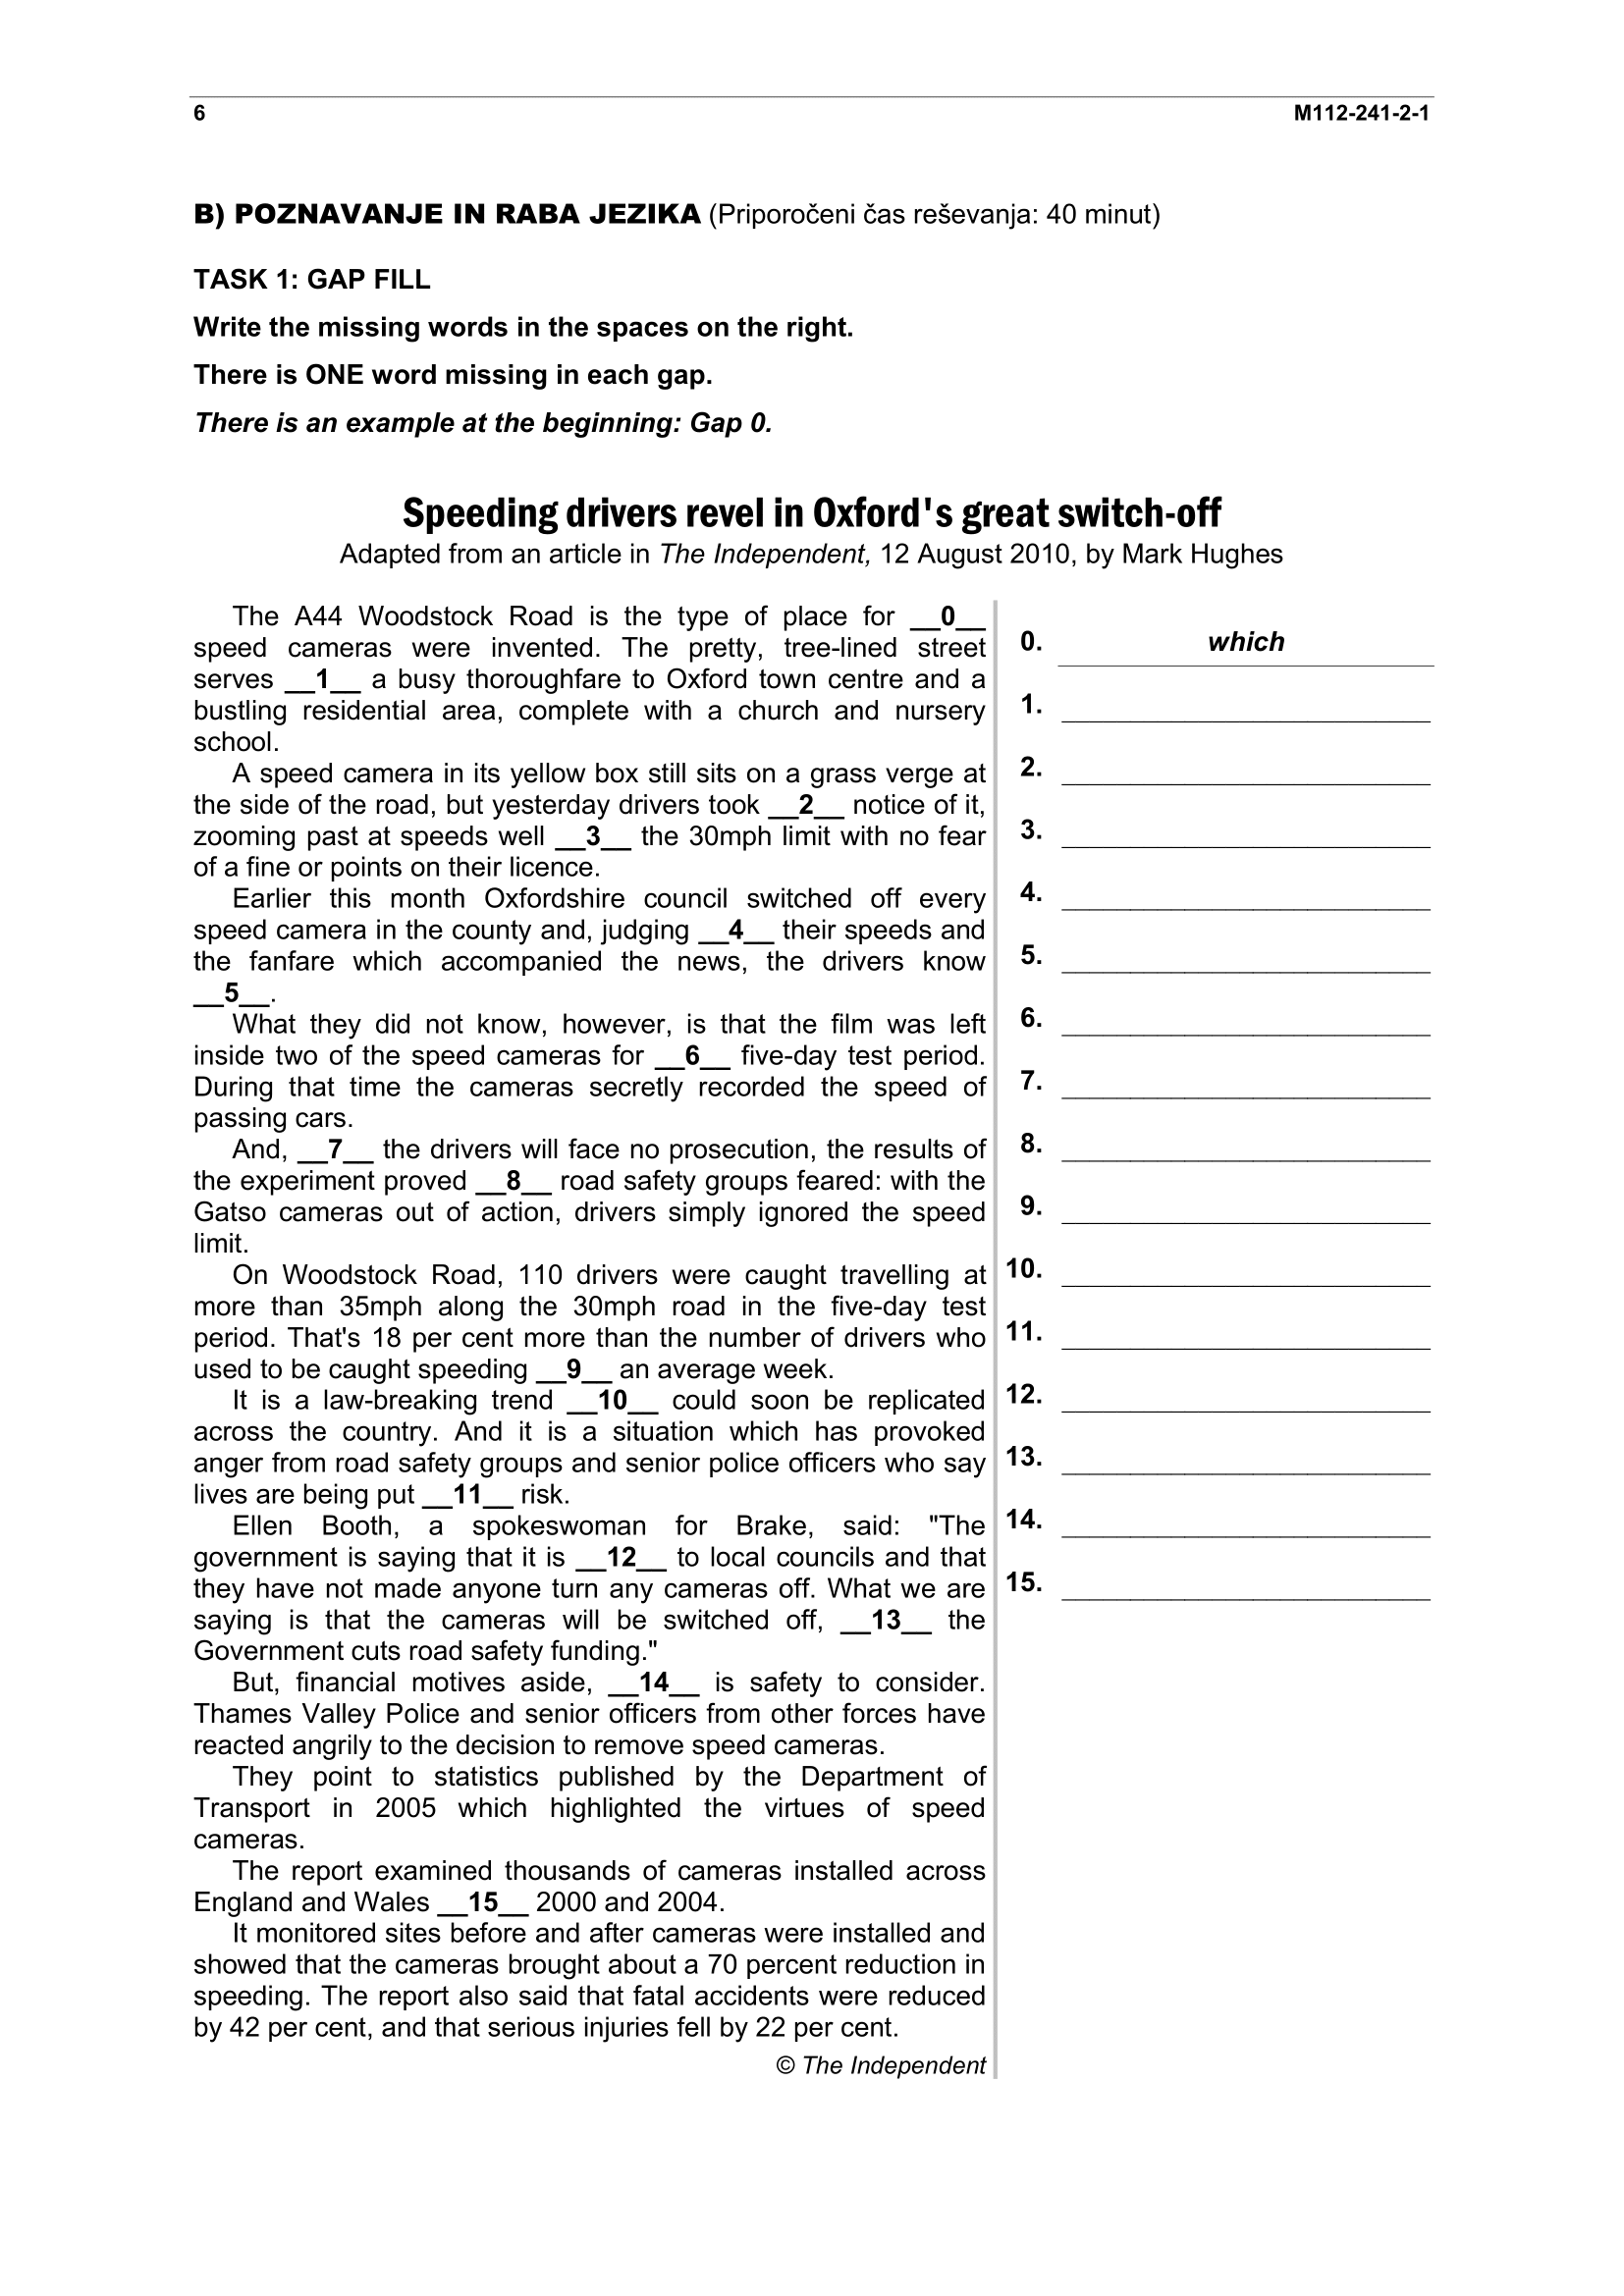 6 M112-241-2-1
B) POZNAVANJE IN RABA JEZIKA (Priporočeni čas reševanja: 40 minut)
TASK 1: GAP FILL
Write the missing words in the spaces on the right.
There is ONE word missing in each gap.
There is an example at the beginning: Gap 0.
Speeding drivers revel in Oxford's great switch-off
Adapted from an article in The Independent, 12 August 2010, by Mark Hughes
The A44 Woodstock Road is the type of place for __0__
speed cameras were invented. The pretty, tree-lined street
serves __1__ a busy thoroughfare to Oxford town centre and a
bustling residential area, complete with a church and nursery
school.
A speed camera in its yellow box still sits on a grass verge at
the side of the road, but yesterday drivers took __2__ notice of it,
zooming past at speeds well __3__ the 30mph limit with no fear
of a fine or points on their licence.
Earlier this month Oxfordshire council switched off every
speed camera in the county and, judging __4__ their speeds and
the fanfare which accompanied the news, the drivers know
__5__.
What they did not know, however, is that the film was left
inside two of the speed cameras for __6__ five-day test period.
During that time the cameras secretly recorded the speed of
passing cars.
And, __7__ the drivers will face no prosecution, the results of
the experiment proved __8__ road safety groups feared: with the
Gatso cameras out of action, drivers simply ignored the speed
limit.
On Woodstock Road, 110 drivers were caught travelling at
more than 35mph along the 30mph road in the five-day test
period. That's 18 per cent more than the number of drivers who
used to be caught speeding __9__ an average week.
It is a law-breaking trend __10__ could soon be replicated
across the country. And it is a situation which has provoked
anger from road safety groups and senior police officers who say
lives are being put __11__ risk.
Ellen Booth, a spokeswoman for Brake, said: "The
government is saying that it is __12__ to local councils and that
they have not made anyone turn any cameras off. What we are
saying is that the cameras will be switched off, __13__ the
Government cuts road safety funding."
But, financial motives aside, __14__ is safety to consider.
Thames Valley Police and senior officers from other forces have
reacted angrily to the decision to remove speed cameras.
They point to statistics published by the Department of
Transport in 2005 which highlighted the virtues of speed
cameras.
The report examined thousands of cameras installed across
England and Wales __15__ 2000 and 2004.
It monitored sites before and after cameras were installed and
showed that the cameras brought about a 70 percent reduction in
speeding. The report also said that fatal accidents were reduced
by 42 per cent, and that serious injuries fell by 22 per cent.
© The Independent
0. which
1.
2.
3.
4.
5.
6.
7.
8.
9.
10.
11.
12.
13.
14.
15.